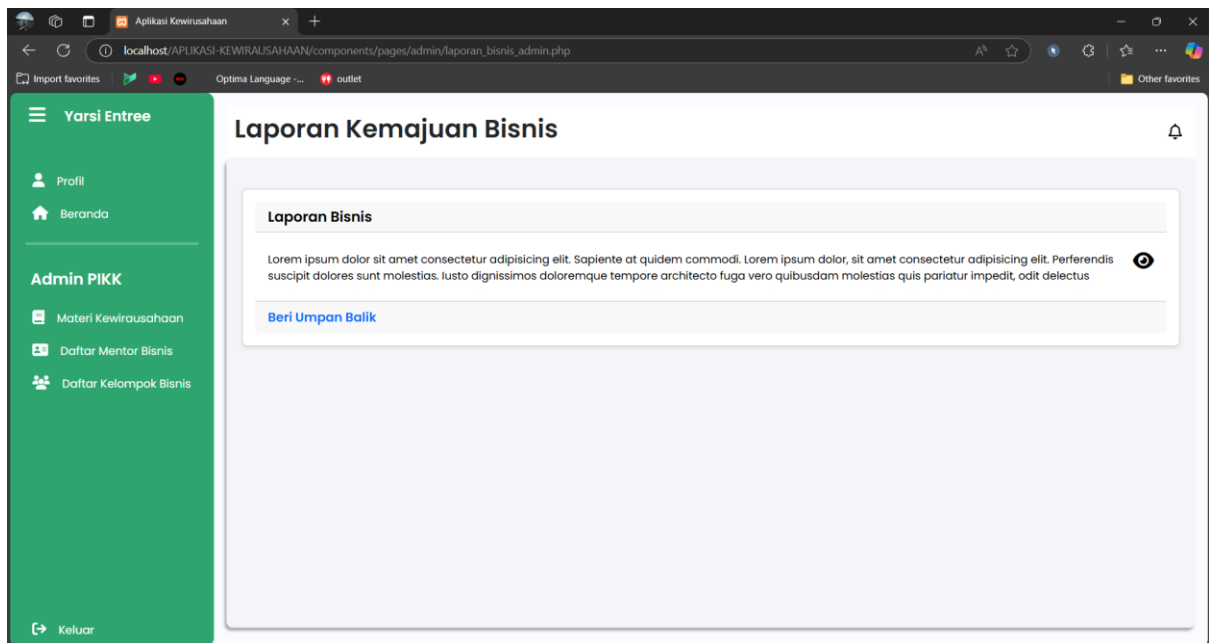 Aplikasi Kewirusahaan
localhost/APLIKASI-KEWIRAUSAHAAN/components/pages/admin/laporan_bisnis_admin.php
Import favorites
Optima Language -...
outlet
Other favorites
Yarsi Entree
Profil
Beranda
Admin PIKK
Materi Kewirausahaan
Daftar Mentor Bisnis
Daftar Kelompok Bisnis
Keluar
Laporan Kemajuan Bisnis
Laporan Bisnis
Lorem ipsum dolor sit amet consectetur adipisicing elit. Sapiente at quidem commodi. Lorem ipsum dolor, sit amet consectetur adipisicing elit. Perferendis
suscipit dolores sunt molestias. Iusto dignissimos doloremque tempore architecto fuga vero quibusdam molestias quis pariatur impedit, odit delectus
Beri Umpan Balik